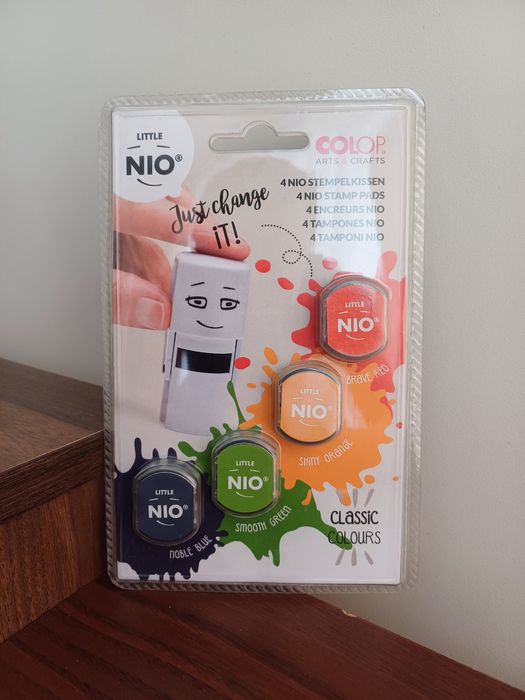 LITTLE
NIO®
COLOP
ARTS & CRAFTS
Just change
iT!
4 NIO STEMPELKISSEN
4 NIO STAMP PADS
4 ENCREURS NIO
4 TAMPONES NIO
4 TAMPONI NIO
LITTLE
NIO®
BRAVE RED
LITTLE
NIO®
SHINY ORANGE
LITTLE
NIO®
SMOOTH GREEN
LITTLE
NIO®
NOBLE BLUE
CLASSIC
COLOURS